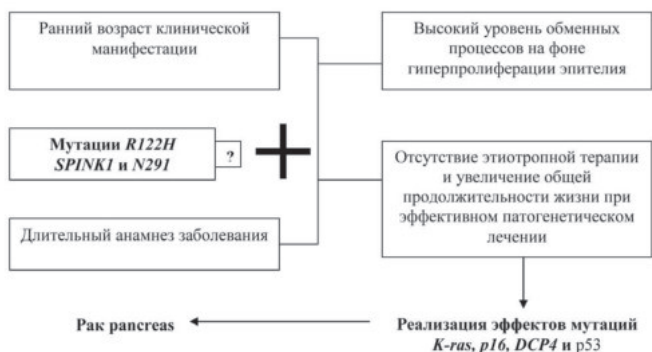 Ранний возраст клинической
манифестации
Высокий уровень обменных
процессов на фоне
гиперпролиферации эпителия
Мутации R122H
SPINK1 и N291
?
Отсутствие этиотропной терапии
и увеличение общей
продолжительности жизни при
эффективном патогенетическом
лечении
Длительный анамнез заболевания
Рак pancreas
Реализация эффектов мутаций
K-ras, p16, DCP4 и p53